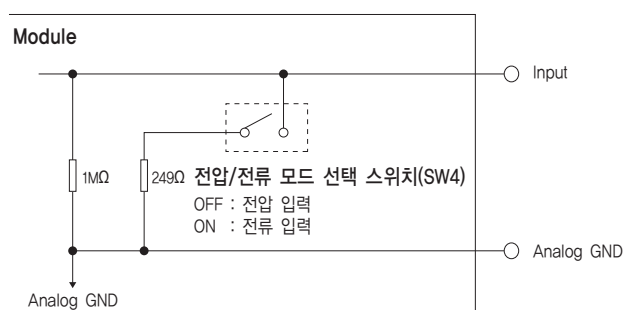 Module
Input
1MΩ
249Ω
전압/전류 모드 선택 스위치(SW4)
OFF : 전압 입력
ON : 전류 입력
Analog GND
Analog GND